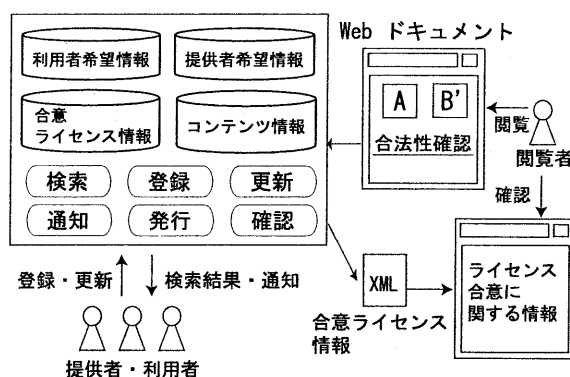 利用者希望情報
提供者希望情報
合意
ライセンス情報
コンテンツ情報
検索
登録
更新
通知
発行
確認
Web ドキュメント
A
B'
合法性確認
閲覧
閲覧者
確認
登録・更新
検索結果・通知
提供者・利用者
XML
合意ライセンス
情報
ライセンス
合意に
関する情報